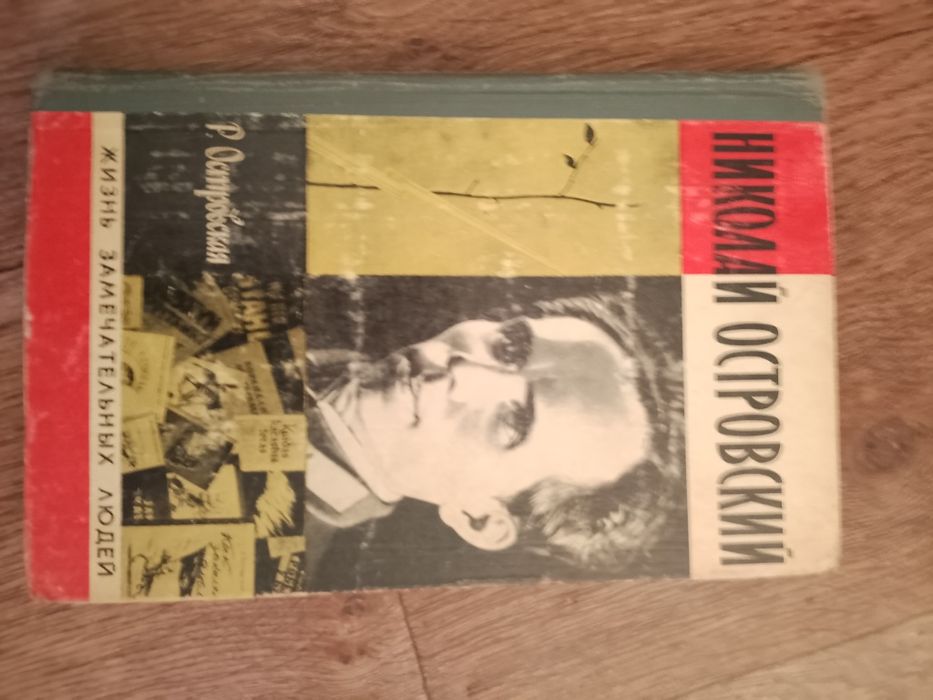 НИКОЛАЙ ОСТРОВСКИЙ
Р. Островская
ЖИЗНЬ ЗАМЕЧАТЕЛЬНЫХ ЛЮДЕЙ